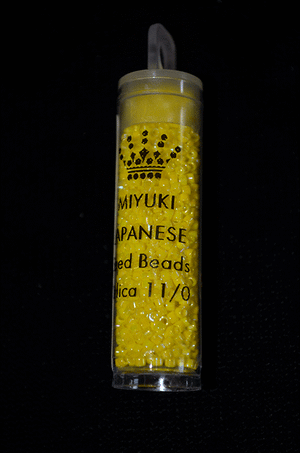 MIYUKI
APANESE
ed Beads
ica 11/0